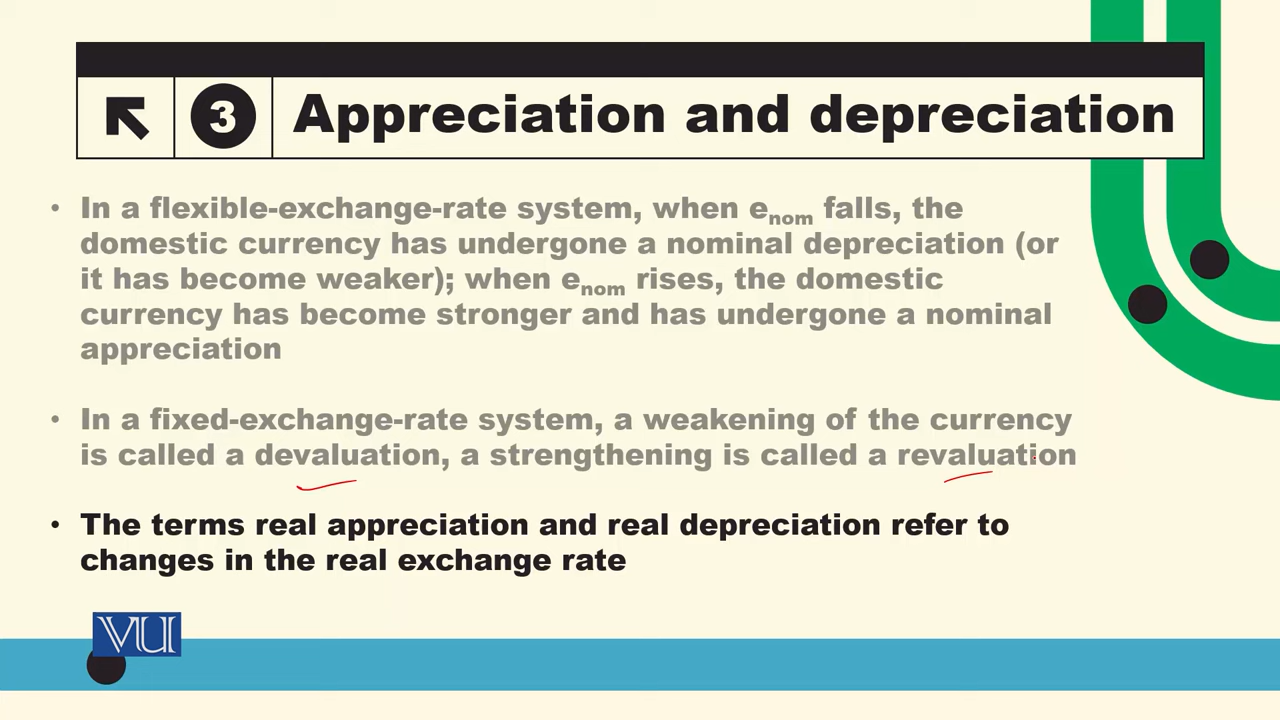 3 Appreciation and depreciation
• In a flexible-exchange-rate system, when enom falls, the
domestic currency has undergone a nominal depreciation (or
it has become weaker); when enom rises, the domestic
currency has become stronger and has undergone a nominal
appreciation
• In a fixed-exchange-rate system, a weakening of the currency
is called a devaluation, a strengthening is called a revaluation
• The terms real appreciation and real depreciation refer to
changes in the real exchange rate
VU